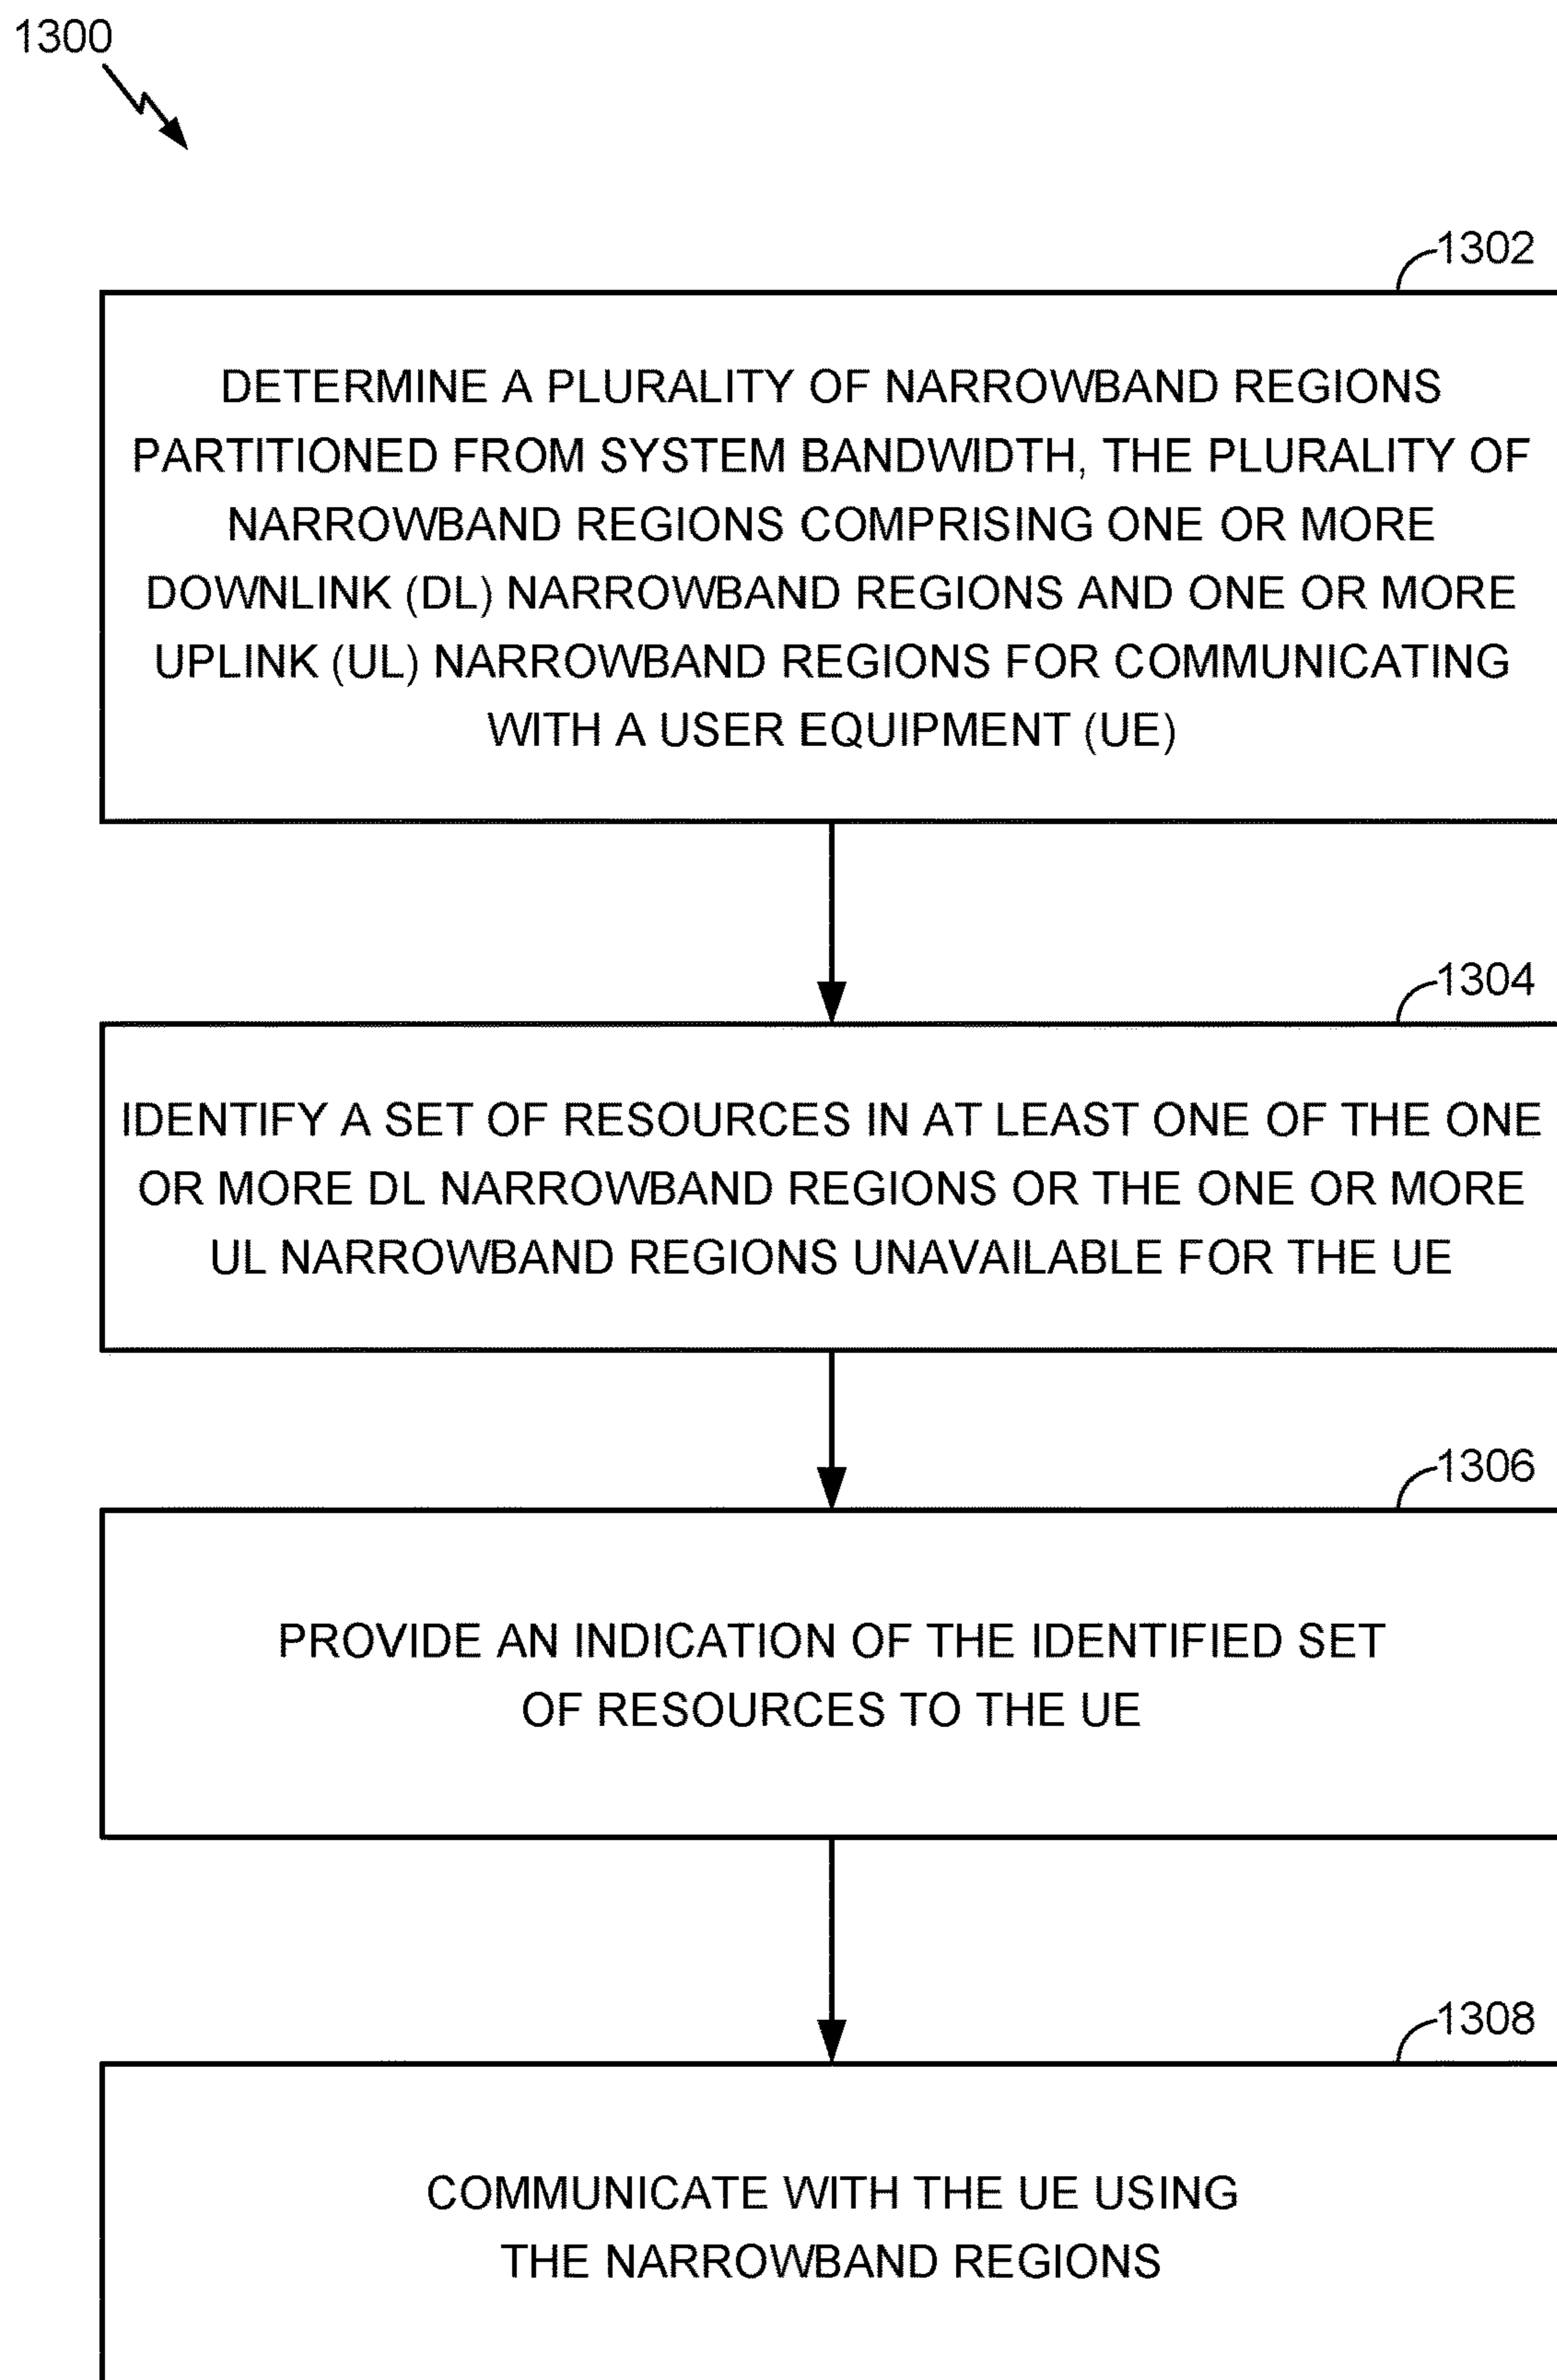 1300
1302
DETERMINE A PLURALITY OF NARROWBAND REGIONS
PARTITIONED FROM SYSTEM BANDWIDTH, THE PLURALITY OF
NARROWBAND REGIONS COMPRISING ONE OR MORE
DOWNLINK (DL) NARROWBAND REGIONS AND ONE OR MORE
UPLINK (UL) NARROWBAND REGIONS FOR COMMUNICATING
WITH A USER EQUIPMENT (UE)
1304
IDENTIFY A SET OF RESOURCES IN AT LEAST ONE OF THE ONE
OR MORE DL NARROWBAND REGIONS OR THE ONE OR MORE
UL NARROWBAND REGIONS UNAVAILABLE FOR THE UE
1306
PROVIDE AN INDICATION OF THE IDENTIFIED SET
OF RESOURCES TO THE UE
1308
COMMUNICATE WITH THE UE USING
THE NARROWBAND REGIONS